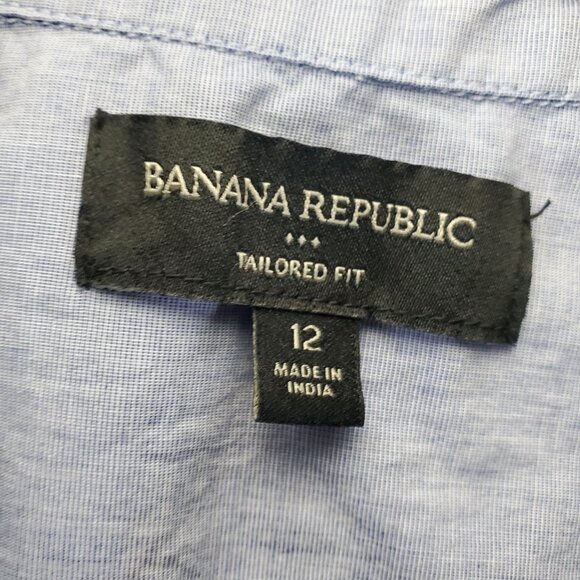 BANANA REPUBLIC
TAILORED FIT
12
MADE IN
INDIA